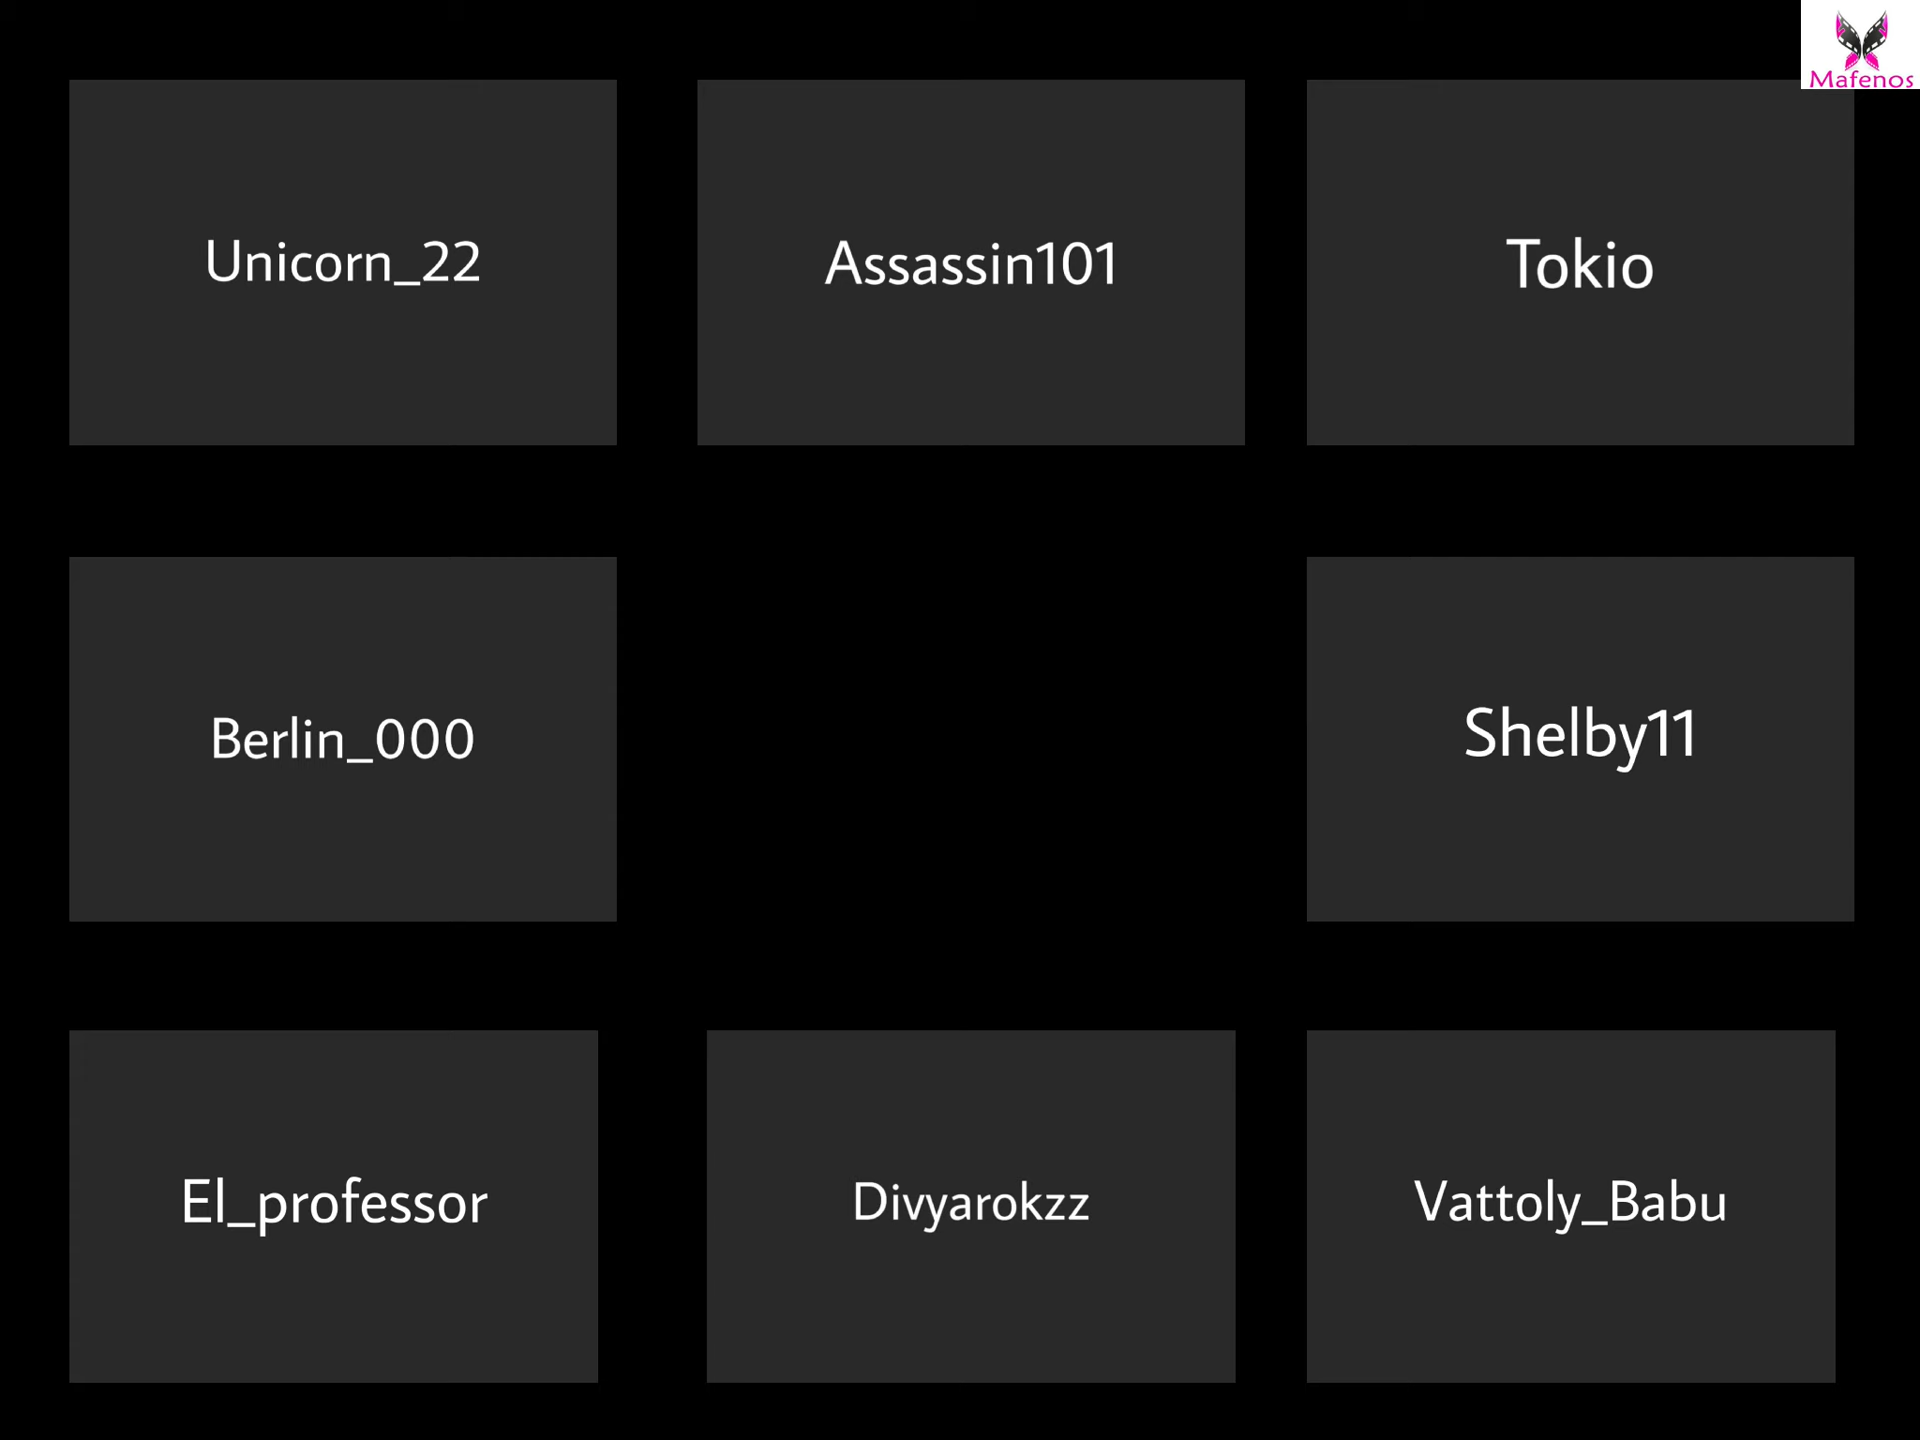 Mafenos
Unicorn_22
Assassin101
Tokio
Berlin_000
Shelby11
El_professor
Divyarokzz
Vattoly_Babu